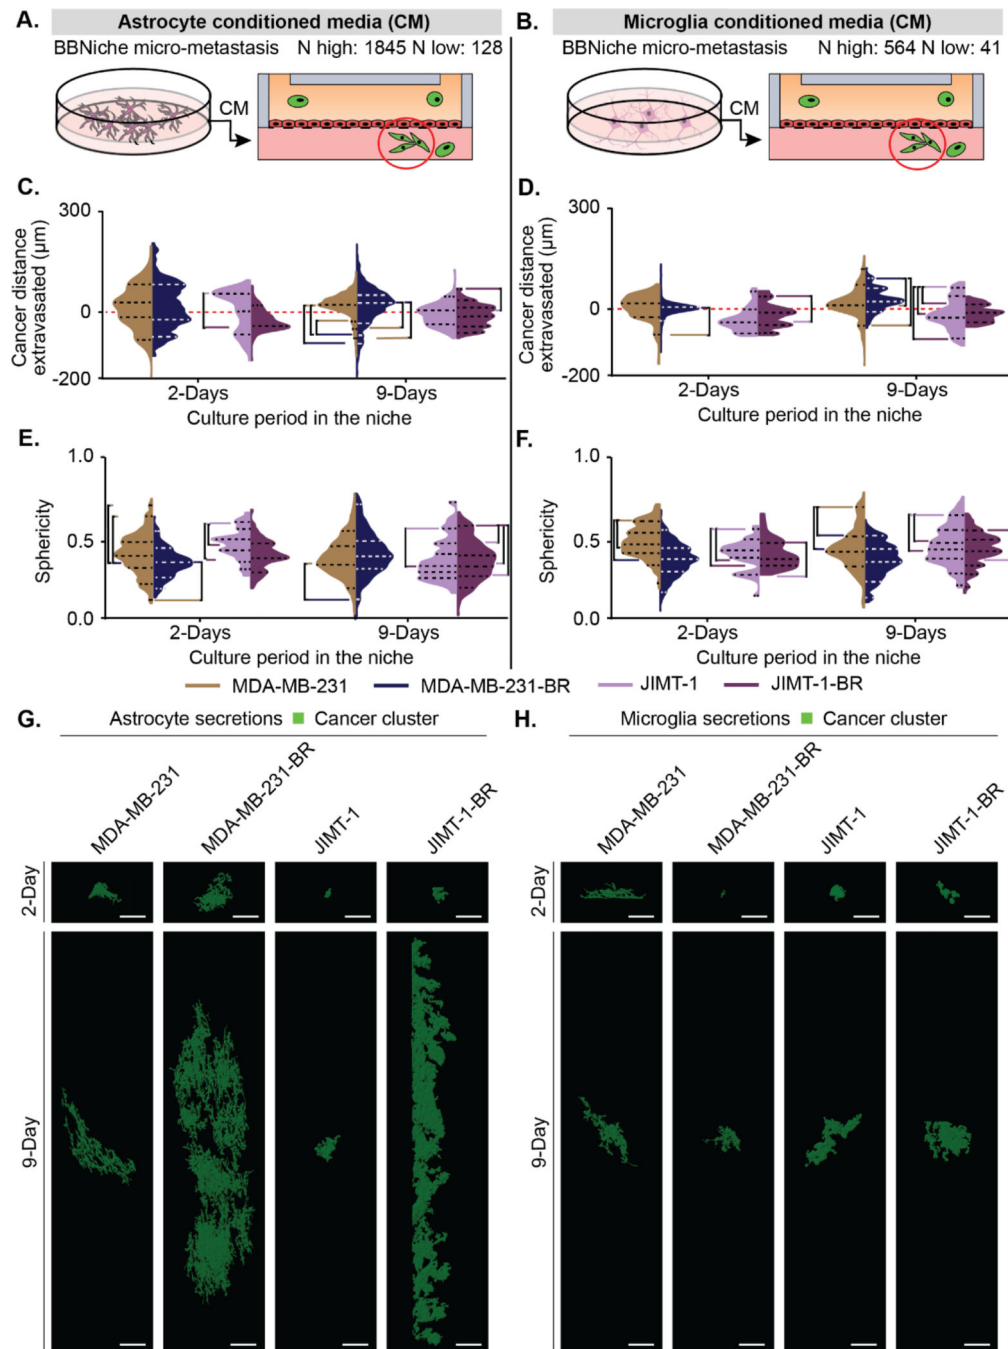 A. Astrocyte conditioned media (CM)
BBNiche micro-metastasis N high: 1845 N low: 128
CM
B. Microglia conditioned media (CM)
BBNiche micro-metastasis N high: 564 N low: 41
CM
C.
Cancer distance
extravasated (µm)
300
0
-200
2-Days 9-Days
Culture period in the niche
D.
Cancer distance
extravasated (µm)
300
0
-200
2-Days 9-Days
Culture period in the niche
E.
Sphericity
1.0
0.5
0.0
2-Days 9-Days
Culture period in the niche
F.
Sphericity
1.0
0.5
0.0
2-Days 9-Days
Culture period in the niche
MDA-MB-231 MDA-MB-231-BR JIMT-1 JIMT-1-BR
G. Astrocyte secretions Cancer cluster
MDA-MB-231
MDA-MB-231-BR
JIMT-1
JIMT-1-BR
2-Day
9-Day
H. Microglia secretions Cancer cluster
MDA-MB-231
MDA-MB-231-BR
JIMT-1
JIMT-1-BR
2-Day
9-Day